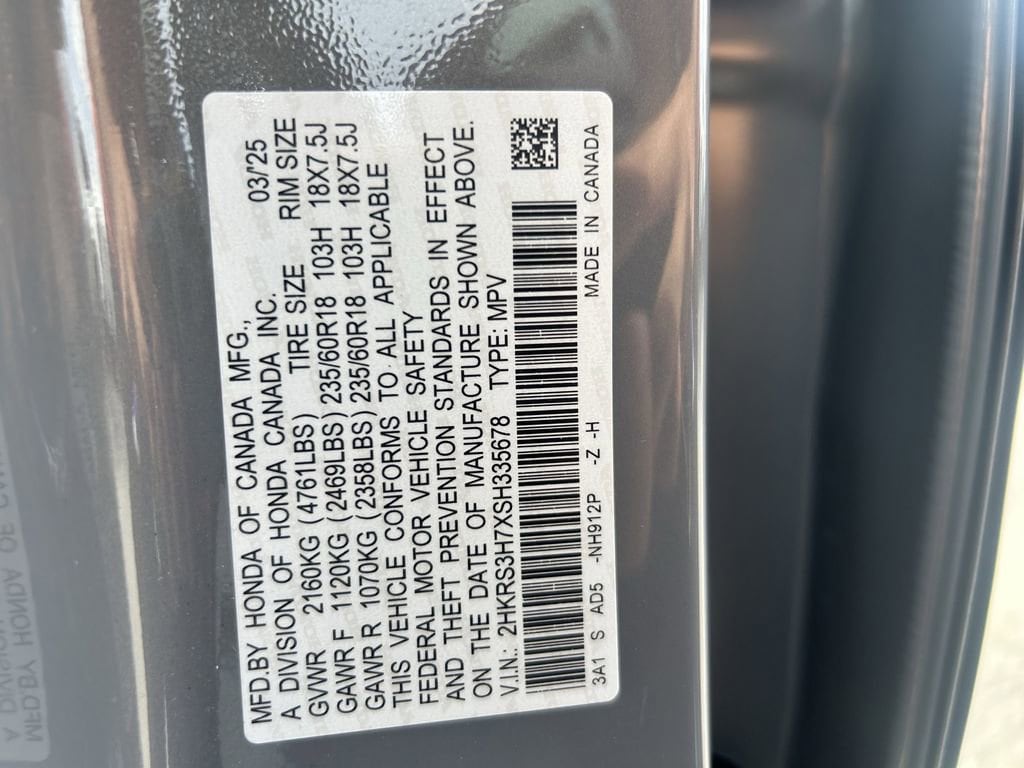 MFD.BY HONDA OF CANADA MFG., 03/25
A DIVISION OF HONDA CANADA INC.
TIRE SIZE RIM SIZE
GVWR 2160KG (4761LBS)
GAWR F 1120KG (2469LBS) 235/60R18 103H 18X7.5J
GAWR R 1070KG (2358LBS) 235/60R18 103H 18X7.5J
THIS VEHICLE CONFORMS TO ALL APPLICABLE
FEDERAL MOTOR VEHICLE SAFETY
AND THEFT PREVENTION STANDARDS IN EFFECT
ON THE DATE OF MANUFACTURE SHOWN ABOVE.
V.I.N.: 2HKRS3H7XSH335678 TYPE: MPV
3A1 S AD5 -NH912P -Z -H MADE IN CANADA